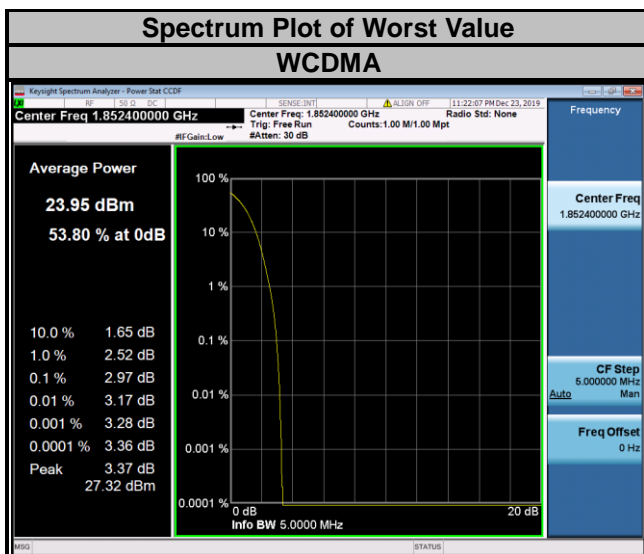 Spectrum Plot of Worst Value
WCDMA
Keysight Spectrum Analyzer - Power Stat CCDF
RF 50 Ω DC SENSE:INT ALIGN OFF 11:22:07 PM Dec 23, 2019
Center Freq 1.852400000 GHz
Center Freq: 1.852400000 GHz Radio Std: None
Trig: Free Run Counts:1.00 M/1.00 Mpt
#IFGain:Low #Atten: 30 dB
Frequency
Average Power
23.95 dBm
53.80 % at 0dB
10.0 % 1.65 dB
1.0 % 2.52 dB
0.1 % 2.97 dB
0.01 % 3.17 dB
0.001 % 3.28 dB
0.0001 % 3.36 dB
Peak 3.37 dB
27.32 dBm
100 %
10 %
1 %
0.1 %
0.01 %
0.001 %
0.0001 %
0 dB 20 dB
Info BW 5.0000 MHz
Center Freq
1.852400000 GHz
CF Step
5.000000 MHz
Auto Man
Freq Offset
0 Hz
MSG STATUS